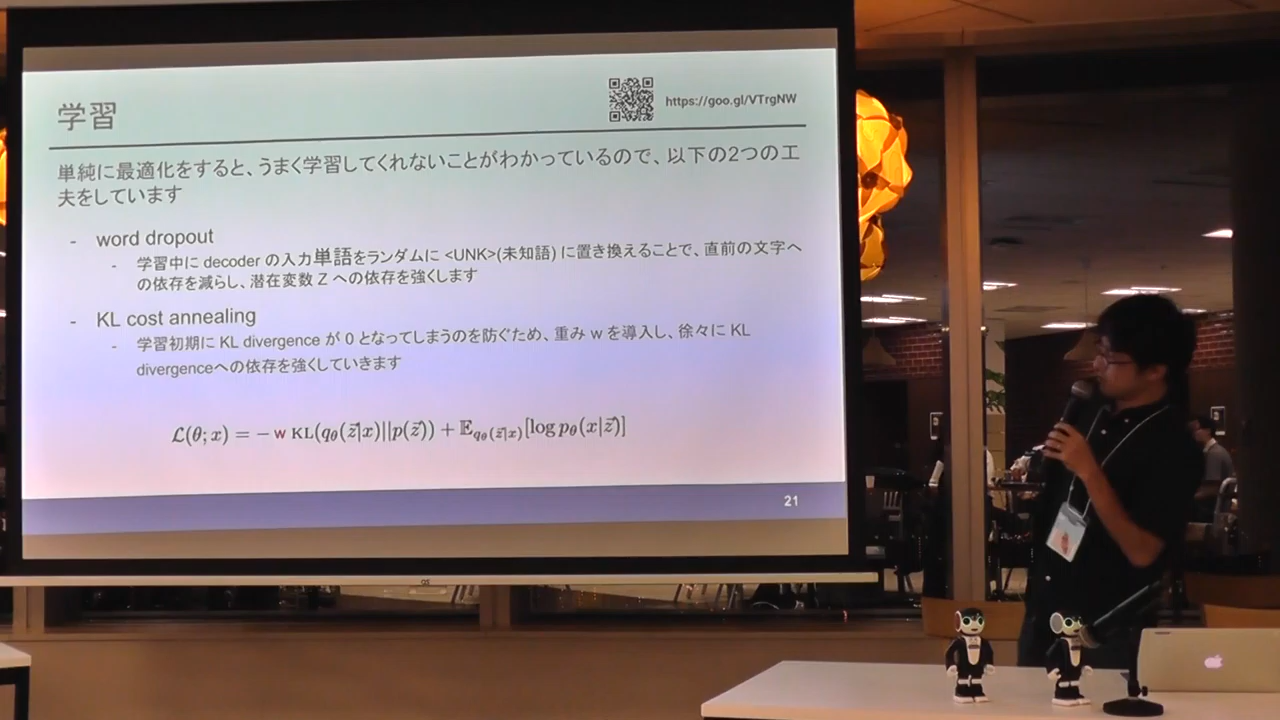 学習
https://goo.gl/VTrgNW
単純に最適化をすると、うまく学習してくれないことがわかっているので、以下の2つの工
夫をしています
- word dropout
- 学習中に decoder の入力単語をランダムに <UNK>(未知語) に置き換えることで、直前の文字へ
の依存を減らし、潜在変数 Z への依存を強くします
- KL cost annealing
- 学習初期に KL divergence が 0 となってしまうのを防ぐため、重み w を導入し、徐々に KL
divergenceへの依存を強くしていきます
𝓛(θ; x) = − w KL(q_θ(z⃗|x)||p(z⃗)) + 𝔼_{q_θ(z⃗|x)}[log p_θ(x|z⃗)]
21